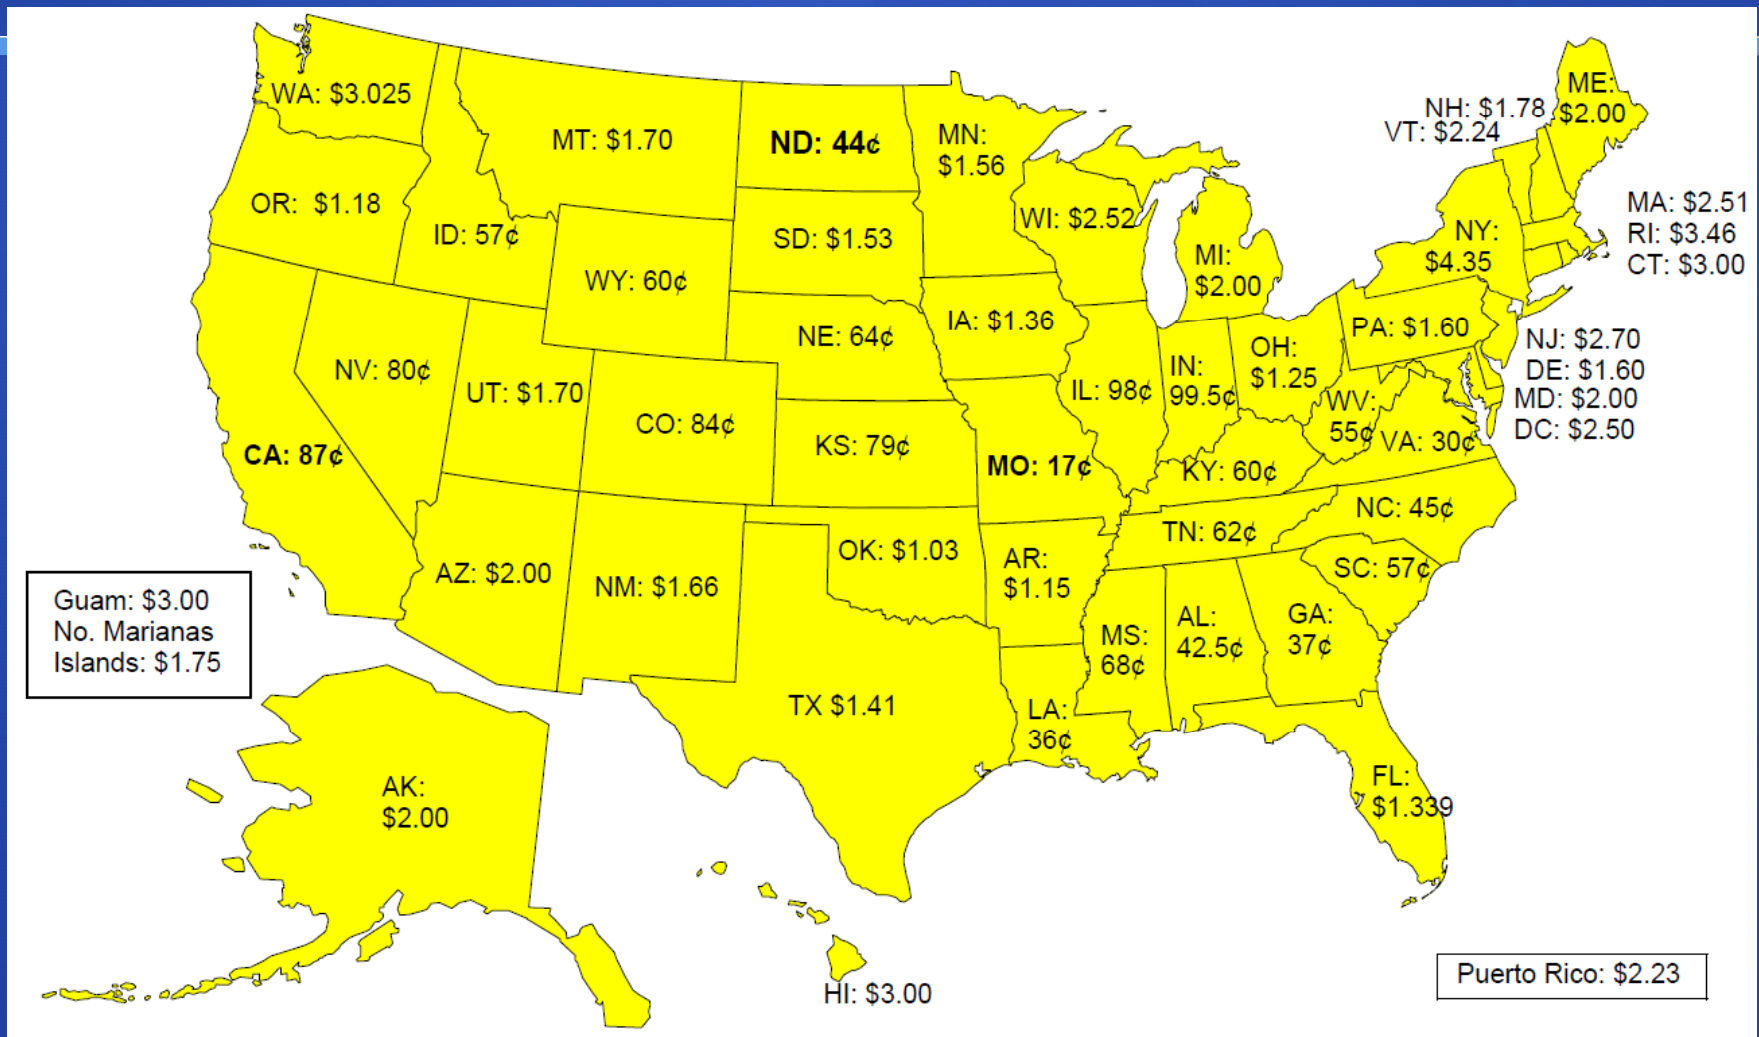 WA: $3.025
MT: $1.70
ND: 44¢
MN:
$1.56
ME:
$2.00
NH: $1.78
VT: $2.24
OR: $1.18
ID: 57¢
SD: $1.53
WI: $2.52
MI:
$2.00
NY:
$4.35
MA: $2.51
RI: $3.46
CT: $3.00
WY: 60¢
NE: 64¢
IA: $1.36
PA: $1.60
NJ: $2.70
DE: $1.60
MD: $2.00
DC: $2.50
NV: 80¢
UT: $1.70
CO: 84¢
KS: 79¢
IL: 98¢
IN:
99.5¢
OH:
$1.25
WV:
55¢
VA: 30¢
CA: 87¢
MO: 17¢
KY: 60¢
NC: 45¢
TN: 62¢
SC: 57¢
AZ: $2.00
NM: $1.66
OK: $1.03
AR:
$1.15
MS:
68¢
AL:
42.5¢
GA:
37¢
Guam: $3.00
No. Marianas
Islands: $1.75
TX $1.41
LA:
36¢
FL:
$1.339
AK:
$2.00
HI: $3.00
Puerto Rico: $2.23